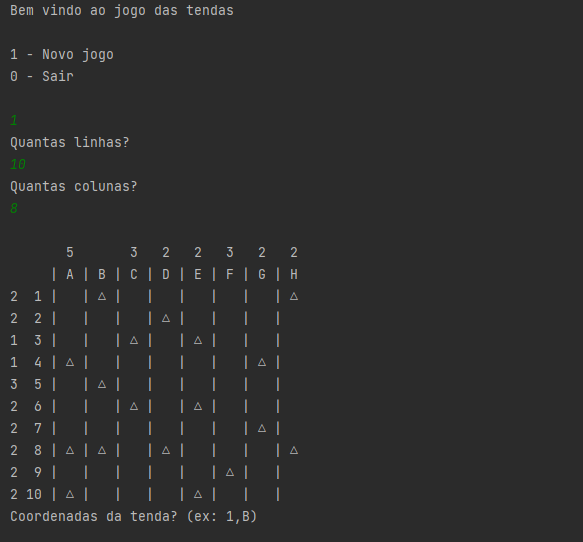 Bem vindo ao jogo das tendas

1 - Novo jogo
0 - Sair

1
Quantas linhas?
10
Quantas colunas?
8

       5       3   2   2   3   2   2
     | A | B | C | D | E | F | G | H
2  1 |   | △ |   |   |   |   |   | △
2  2 |   |   |   | △ |   |   |   |
1  3 |   |   | △ |   | △ |   |   |
1  4 | △ |   |   |   |   |   | △ |
3  5 |   | △ |   |   |   |   |   |
2  6 |   |   | △ |   | △ |   |   |
2  7 |   |   |   |   |   |   | △ |
2  8 | △ | △ |   | △ |   |   |   | △
2  9 |   |   |   |   |   | △ |   |
2 10 | △ |   |   |   | △ |   |   |
Coordenadas da tenda? (ex: 1,B)